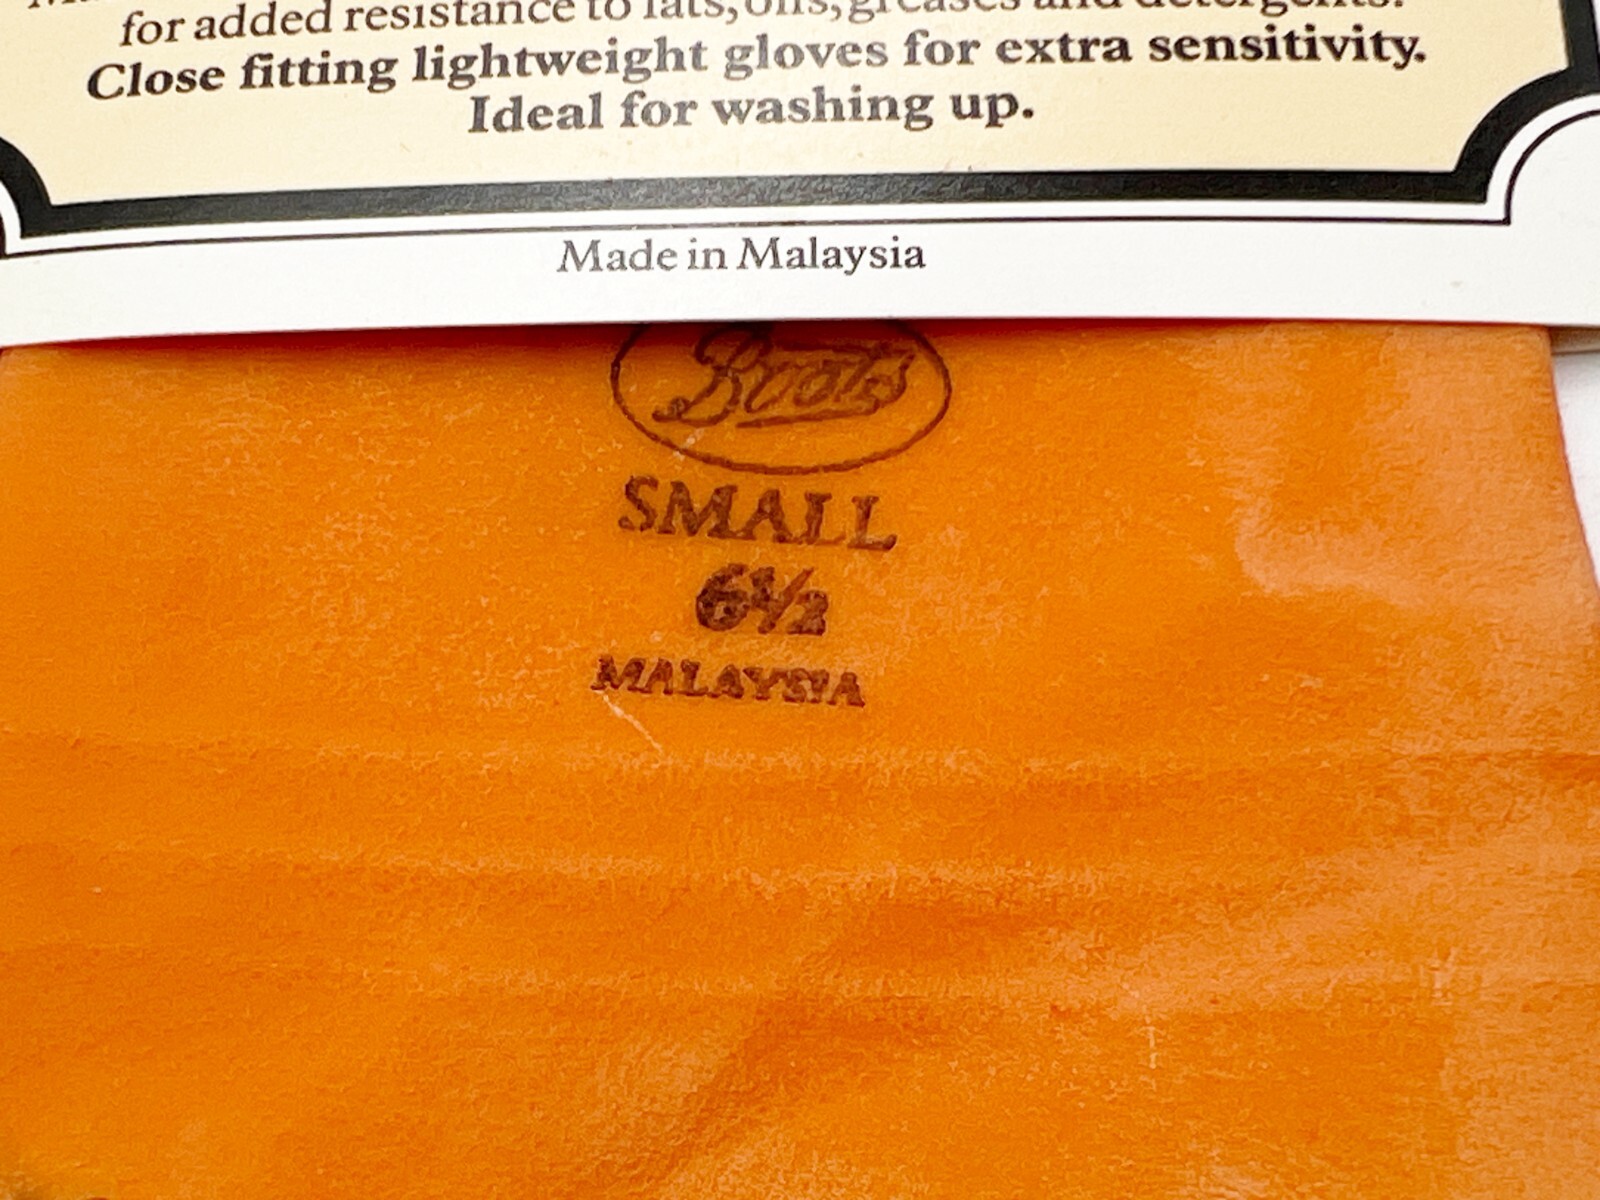 for added resistance to fats, oils, greases and detergents.
Close fitting lightweight gloves for extra sensitivity.
Ideal for washing up.
Made in Malaysia
Boots
SMALL
6½
MALAYSIA